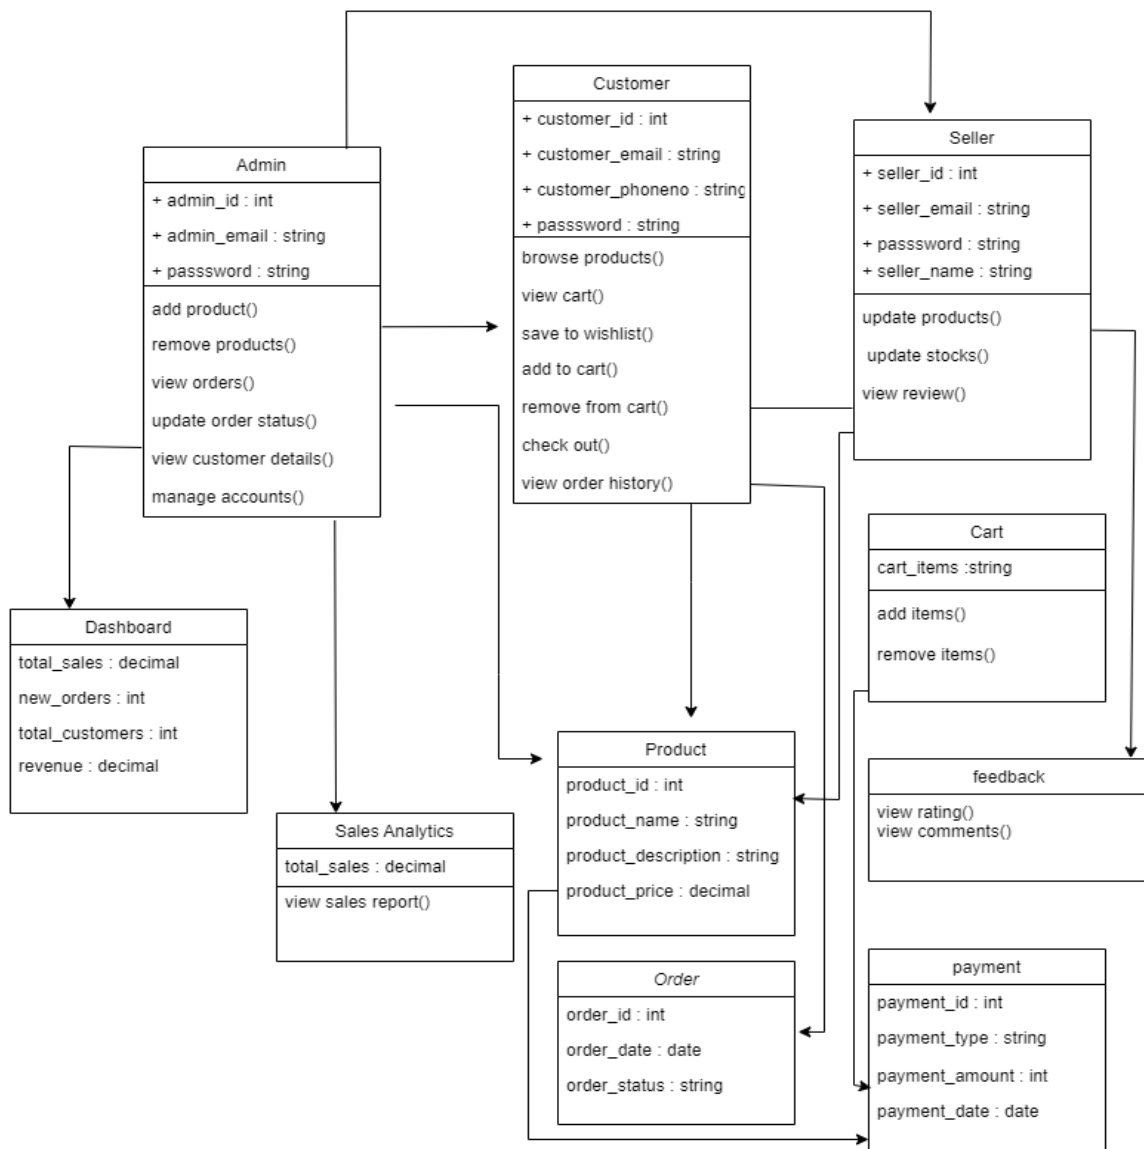 Customer
+ customer_id : int
+ customer_email : string
+ customer_phoneno : string
+ passsword : string
browse products()
view cart()
save to wishlist()
add to cart()
remove from cart()
check out()
view order history()
Seller
+ seller_id : int
+ seller_email : string
+ passsword : string
+ seller_name : string
update products()
update stocks()
view review()
Admin
+ admin_id : int
+ admin_email : string
+ passsword : string
add product()
remove products()
view orders()
update order status()
view customer details()
manage accounts()
Cart
cart_items :string
add items()
remove items()
Dashboard
total_sales : decimal
new_orders : int
total_customers : int
revenue : decimal
Product
product_id : int
product_name : string
product_description : string
product_price : decimal
feedback
view rating()
view comments()
Sales Analytics
total_sales : decimal
view sales report()
Order
order_id : int
order_date : date
order_status : string
payment
payment_id : int
payment_type : string
payment_amount : int
payment_date : date